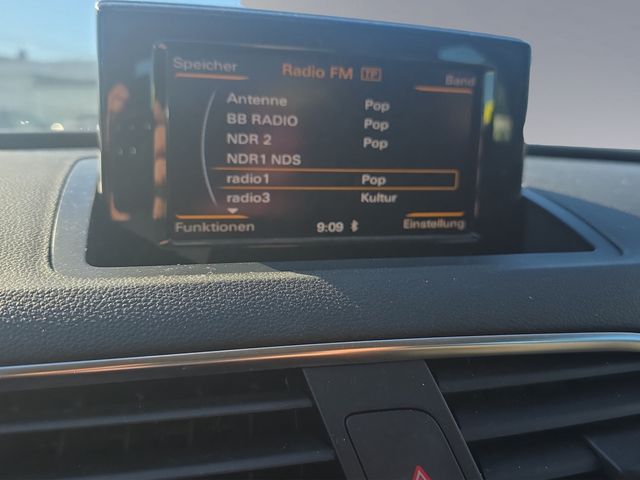 Speicher Radio FM TP Band
Antenne Pop
BB RADIO Pop
NDR 2 Pop
NDR1 NDS
radio1 Pop
radio3 Kultur
Funktionen 9:09 Einstellung